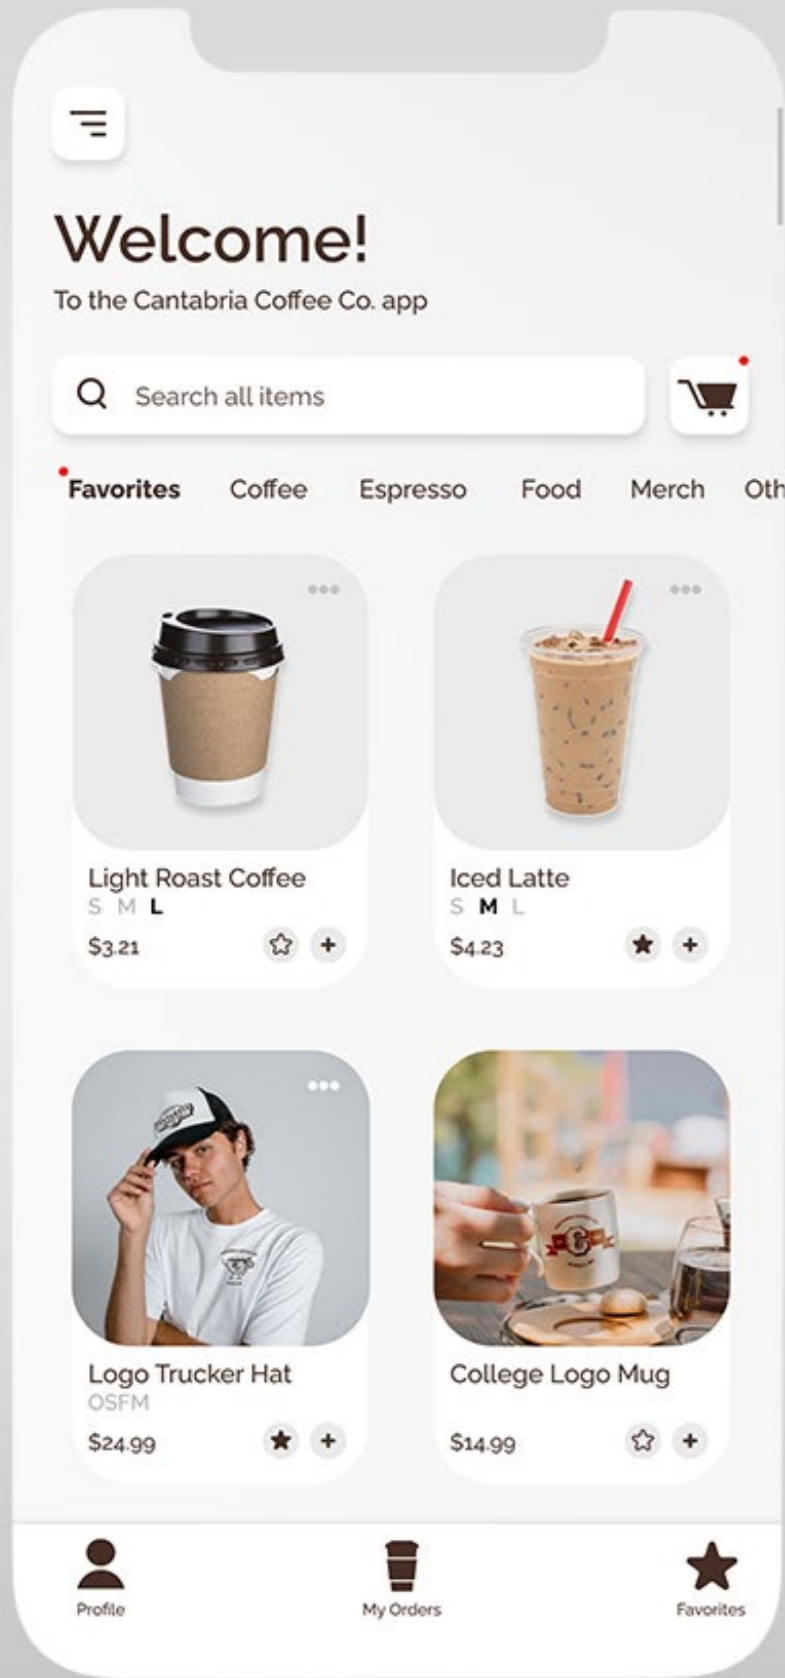 Welcome!
To the Cantabria Coffee Co. app
Search all items
Favorites Coffee Espresso Food Merch Oth
Light Roast Coffee
S M L
$3.21
Iced Latte
S M L
$4.23
Logo Trucker Hat
OSFM
$24.99
College Logo Mug
$14.99
Profile
My Orders
Favorites